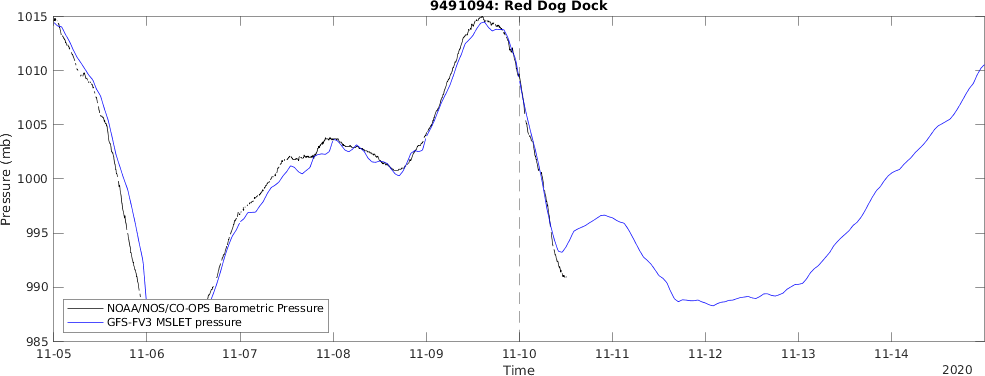 9491094: Red Dog Dock
1015
1010
1005
1000
995
990
985
Pressure (mb)
NOAA/NOS/CO-OPS Barometric Pressure
GFS-FV3 MSLET pressure
11-05 11-06 11-07 11-08 11-09 11-10 11-11 11-12 11-13 11-14
Time
2020